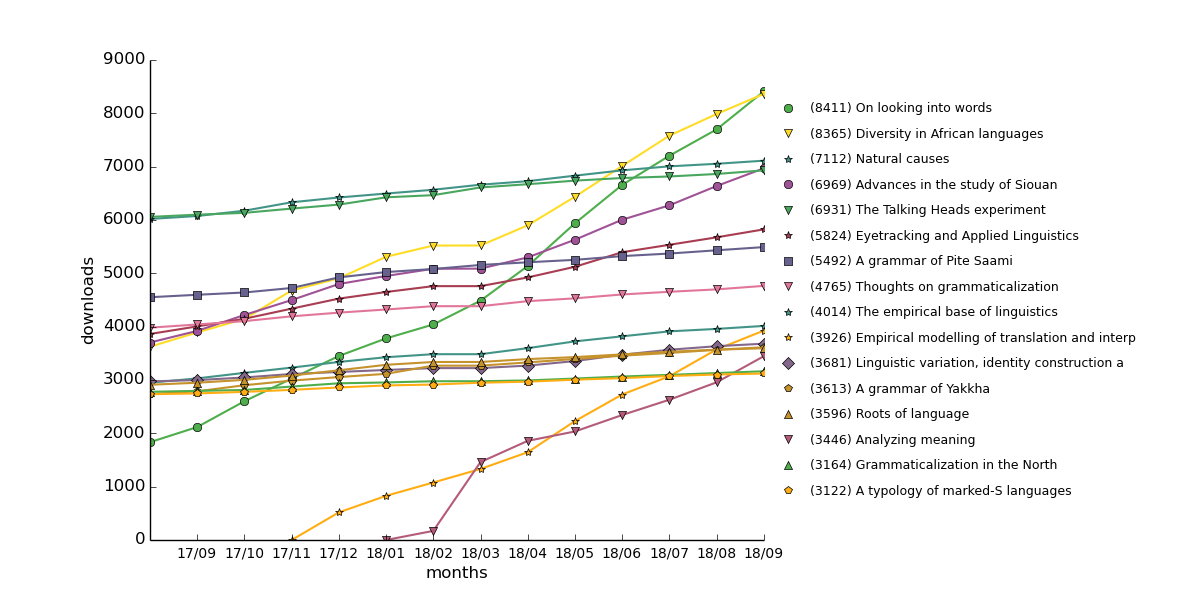 9000
8000
7000
6000
5000
4000
3000
2000
1000
0
downloads
17/09 17/10 17/11 17/12 18/01 18/02 18/03 18/04 18/05 18/06 18/07 18/08 18/09
months
(8411) On looking into words
(8365) Diversity in African languages
(7112) Natural causes
(6969) Advances in the study of Siouan
(6931) The Talking Heads experiment
(5824) Eyetracking and Applied Linguistics
(5492) A grammar of Pite Saami
(4765) Thoughts on grammaticalization
(4014) The empirical base of linguistics
(3926) Empirical modelling of translation and interp
(3681) Linguistic variation, identity construction a
(3613) A grammar of Yakkha
(3596) Roots of language
(3446) Analyzing meaning
(3164) Grammaticalization in the North
(3122) A typology of marked-S languages